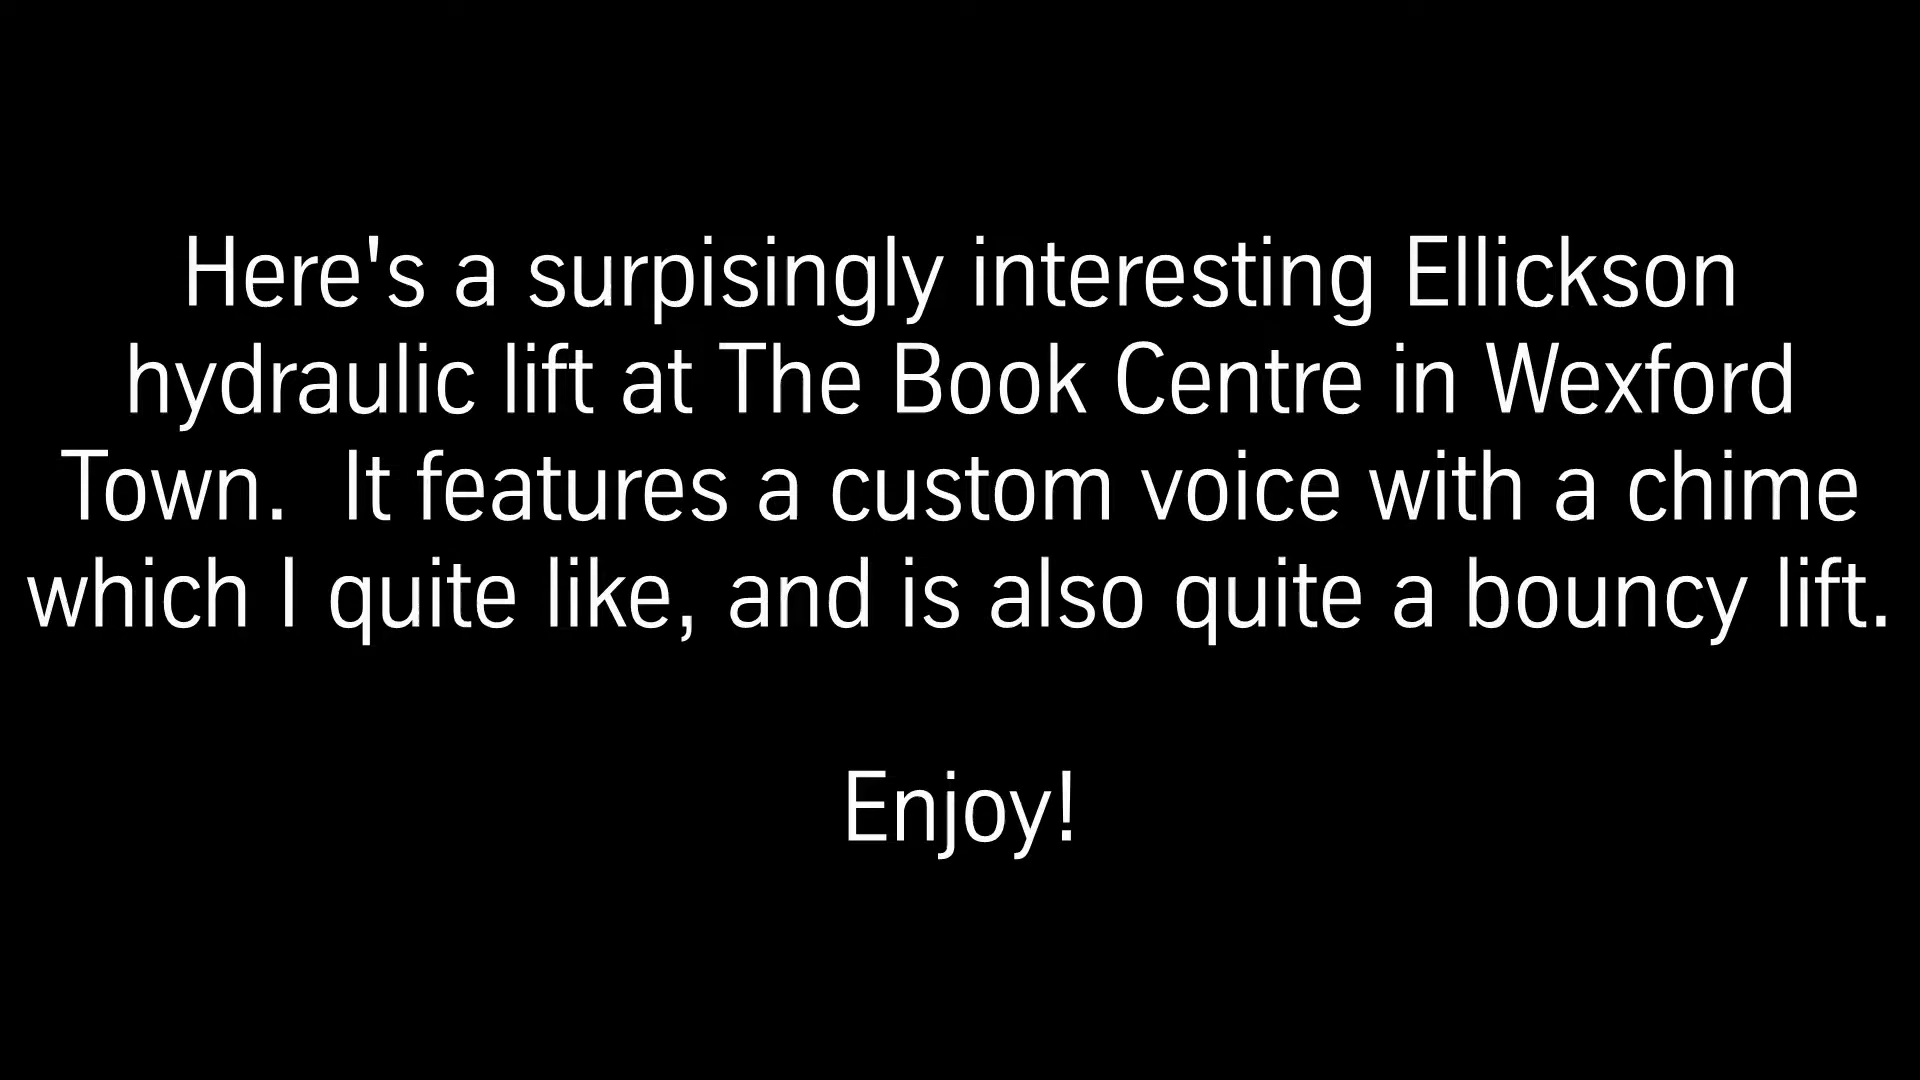 Here's a surpisingly interesting Ellickson
hydraulic lift at The Book Centre in Wexford
Town.  It features a custom voice with a chime
which I quite like, and is also quite a bouncy lift.
Enjoy!